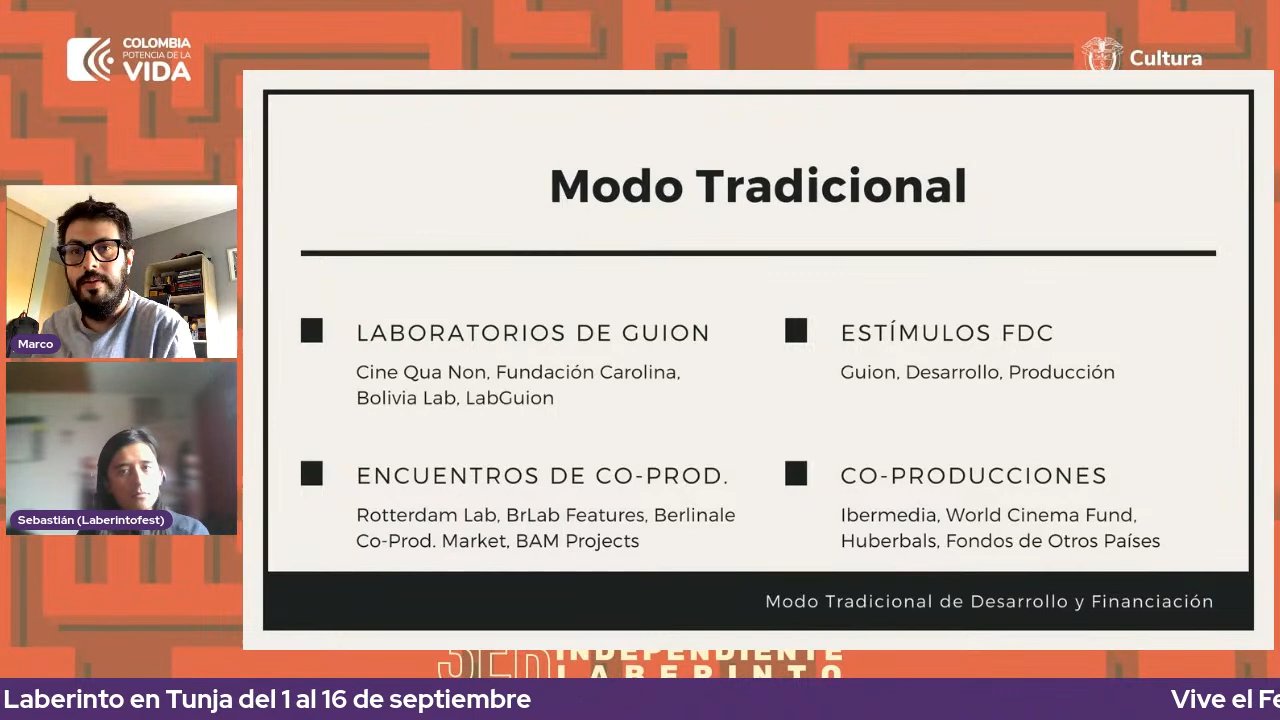 COLOMBIA
POTENCIA DE LA
VIDA
Cultura
Modo Tradicional
LABORATORIOS DE GUION
Cine Qua Non, Fundación Carolina,
Bolivia Lab, LabGuion
ESTÍMULOS FDC
Guion, Desarrollo, Producción
ENCUENTROS DE CO-PROD.
Rotterdam Lab, BrLab Features, Berlinale
Co-Prod. Market, BAM Projects
CO-PRODUCCIONES
Ibermedia, World Cinema Fund,
Huberbals, Fondos de Otros Países
Modo Tradicional de Desarrollo y Financiación
Marco
Sebastián (Laberintofest)
SER INDEPENDIENTE
LABERINTO
Laberinto en Tunja del 1 al 16 de septiembre
Vive el Fe